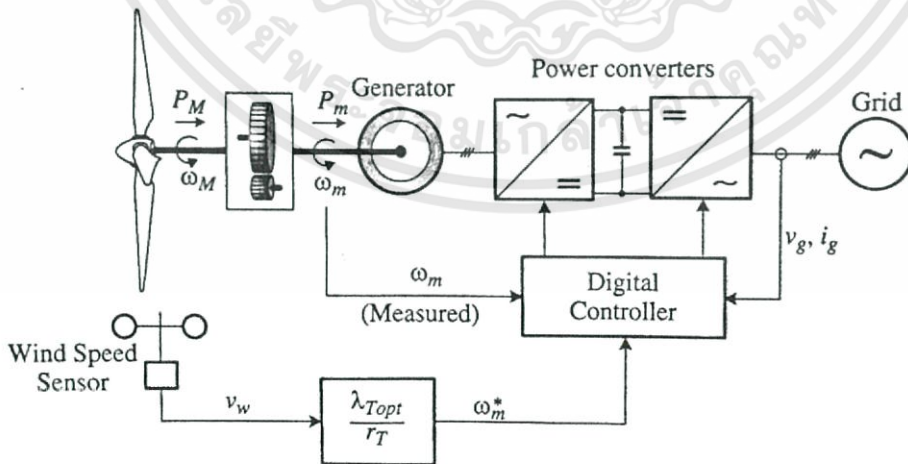 Power converters
Generator
Grid
P_M
P_m
ω_M
ω_m
v_g, i_g
ω_m
(Measured)
Digital
Controller
Wind Speed
Sensor
v_w
λ_Topt
r_T
ω_m^*